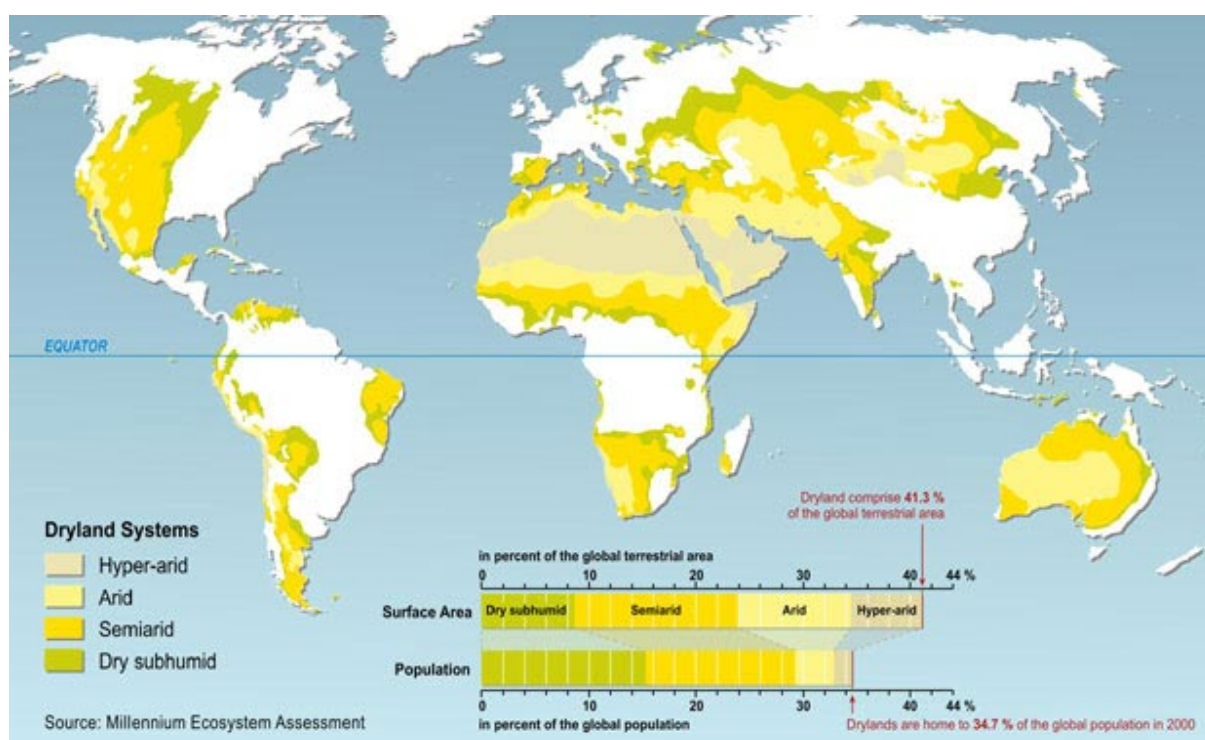 EQUATOR
Dryland comprise 41.3 %
of the global terrestrial area
Dryland Systems
Hyper-arid
Arid
Semiarid
Dry subhumid
Source: Millennium Ecosystem Assessment
in percent of the global terrestrial area
0 10 20 30 40 44 %
Surface Area Dry subhumid Semiarid Arid Hyper-arid
Population
0 10 20 30 40 44 %
in percent of the global population
Drylands are home to 34.7 % of the global population in 2000